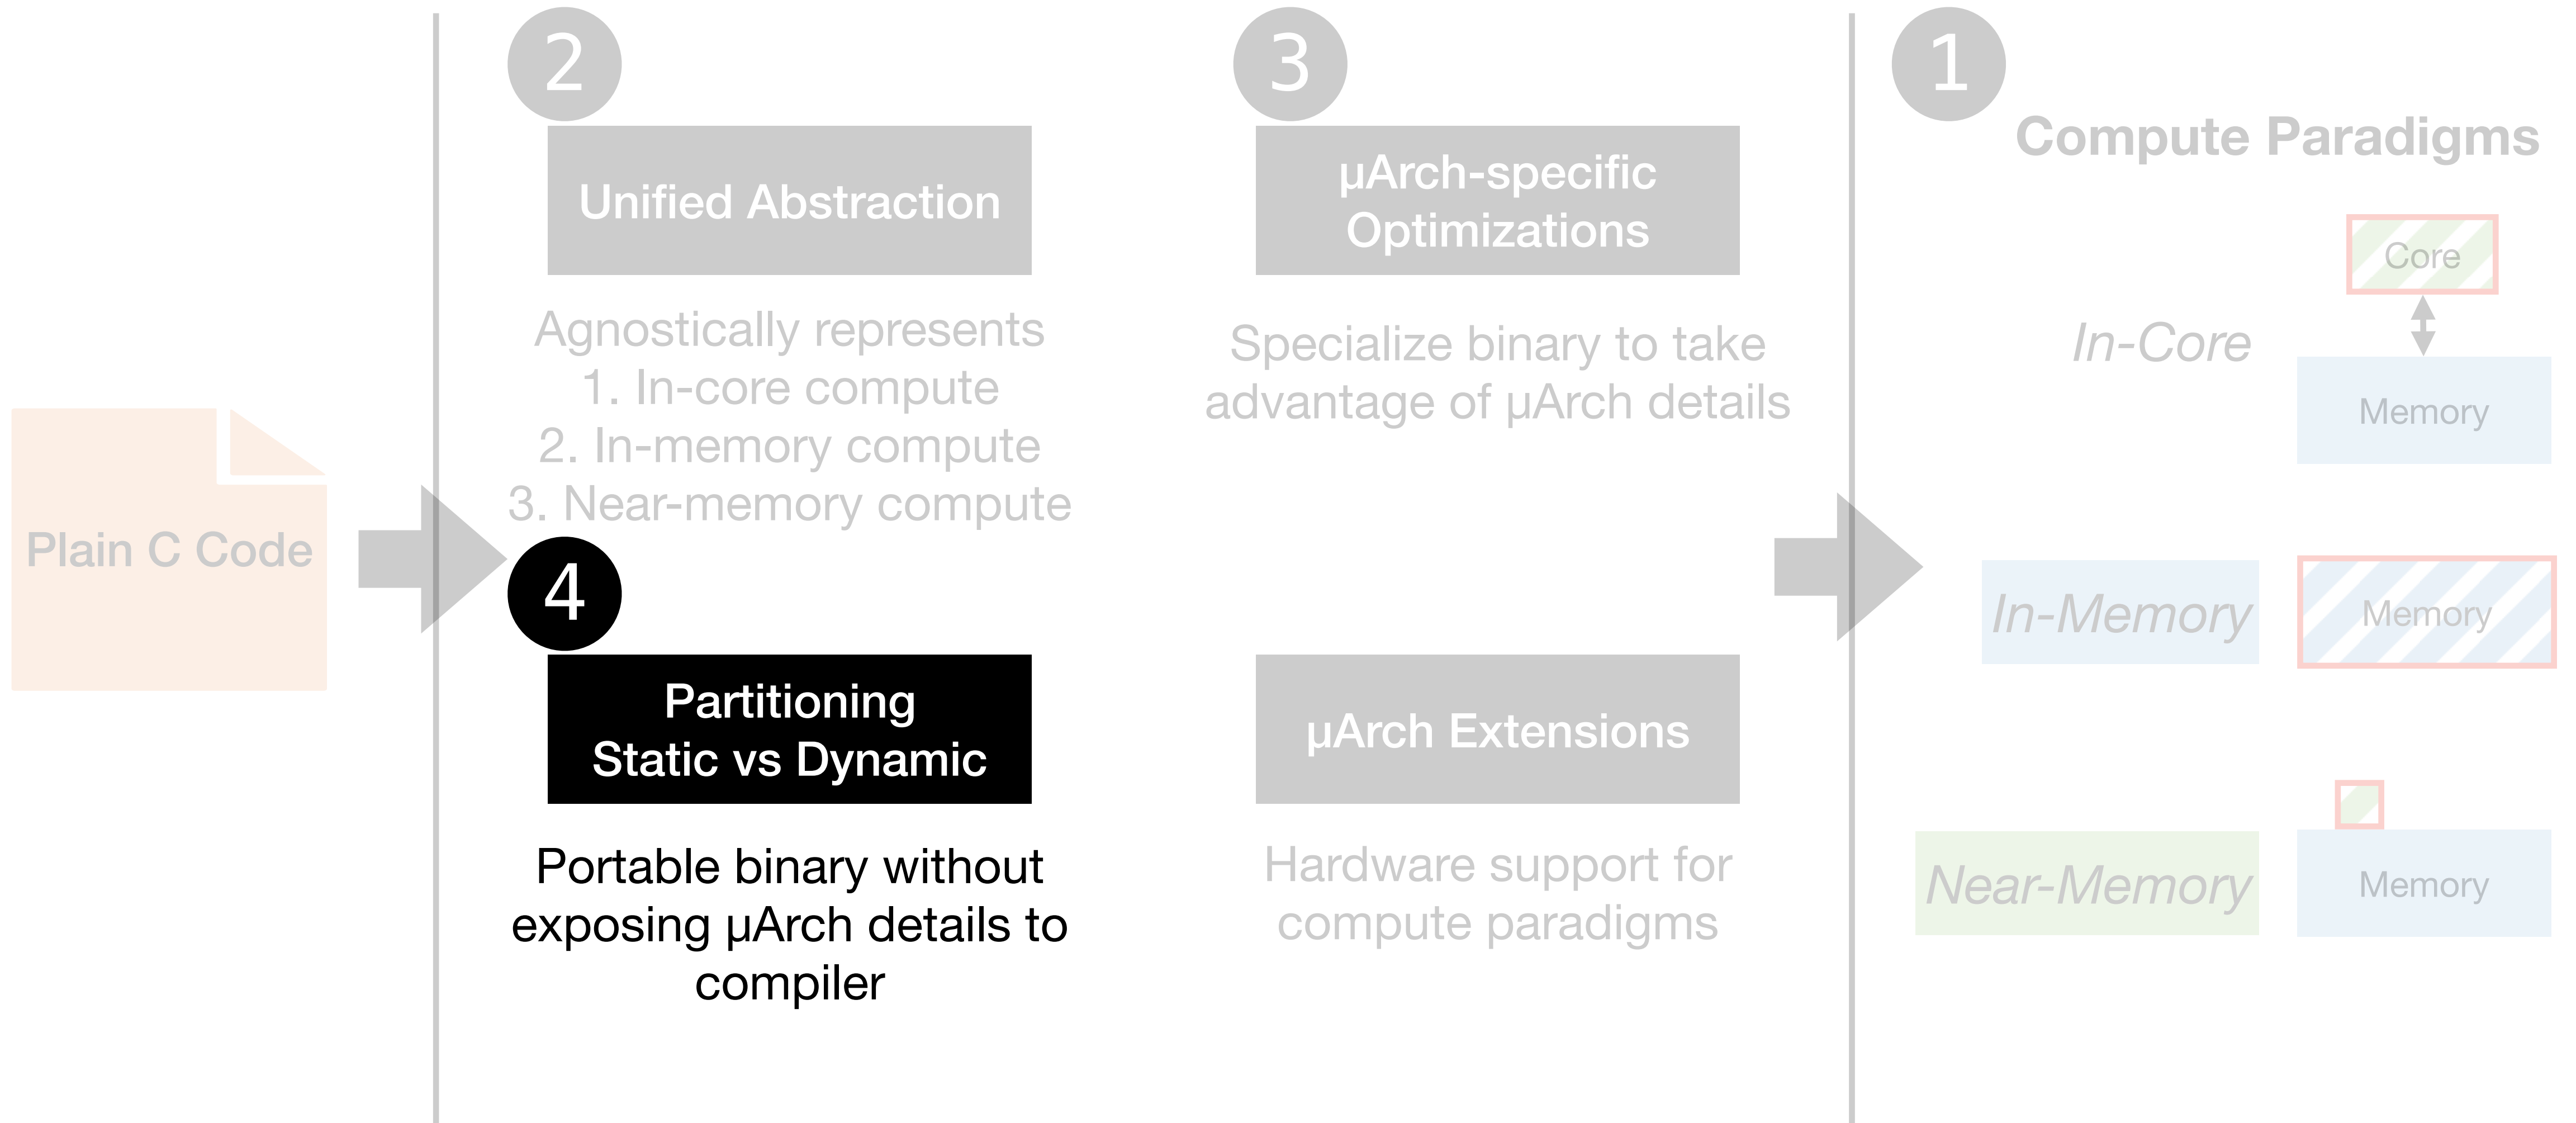 Plain C Code
2
Unified Abstraction
Agnostically represents
1. In-core compute
2. In-memory compute
3. Near-memory compute
4
Partitioning
Static vs Dynamic
Portable binary without
exposing µArch details to
compiler
3
µArch-specific
Optimizations
Specialize binary to take
advantage of µArch details
µArch Extensions
Hardware support for
compute paradigms
1
Compute Paradigms
In-Core
Core
Memory
In-Memory
Memory
Near-Memory
Memory